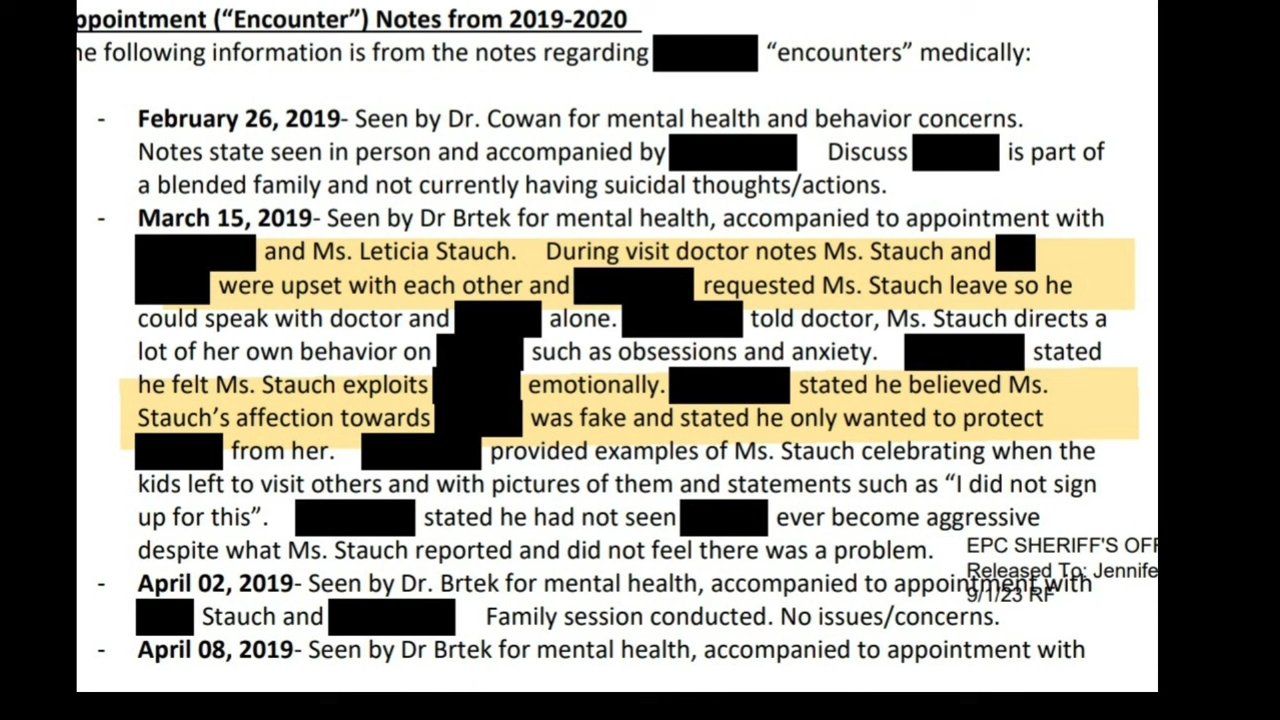 ppointment (“Encounter”) Notes from 2019-2020
he following information is from the notes regarding “encounters” medically:
- February 26, 2019- Seen by Dr. Cowan for mental health and behavior concerns.
Notes state seen in person and accompanied by Discuss is part of
a blended family and not currently having suicidal thoughts/actions.
- March 15, 2019- Seen by Dr Brtek for mental health, accompanied to appointment with
and Ms. Leticia Stauch. During visit doctor notes Ms. Stauch and
were upset with each other and requested Ms. Stauch leave so he
could speak with doctor and alone. told doctor, Ms. Stauch directs a
lot of her own behavior on such as obsessions and anxiety. stated
he felt Ms. Stauch exploits emotionally. stated he believed Ms.
Stauch’s affection towards was fake and stated he only wanted to protect
from her. provided examples of Ms. Stauch celebrating when the
kids left to visit others and with pictures of them and statements such as “I did not sign
up for this”. stated he had not seen ever become aggressive
despite what Ms. Stauch reported and did not feel there was a problem.
EPC SHERIFF'S OFF
Released To: Jennife
9/1/23 RF
- April 02, 2019- Seen by Dr. Brtek for mental health, accompanied to appointment with
Stauch and Family session conducted. No issues/concerns.
- April 08, 2019- Seen by Dr Brtek for mental health, accompanied to appointment with